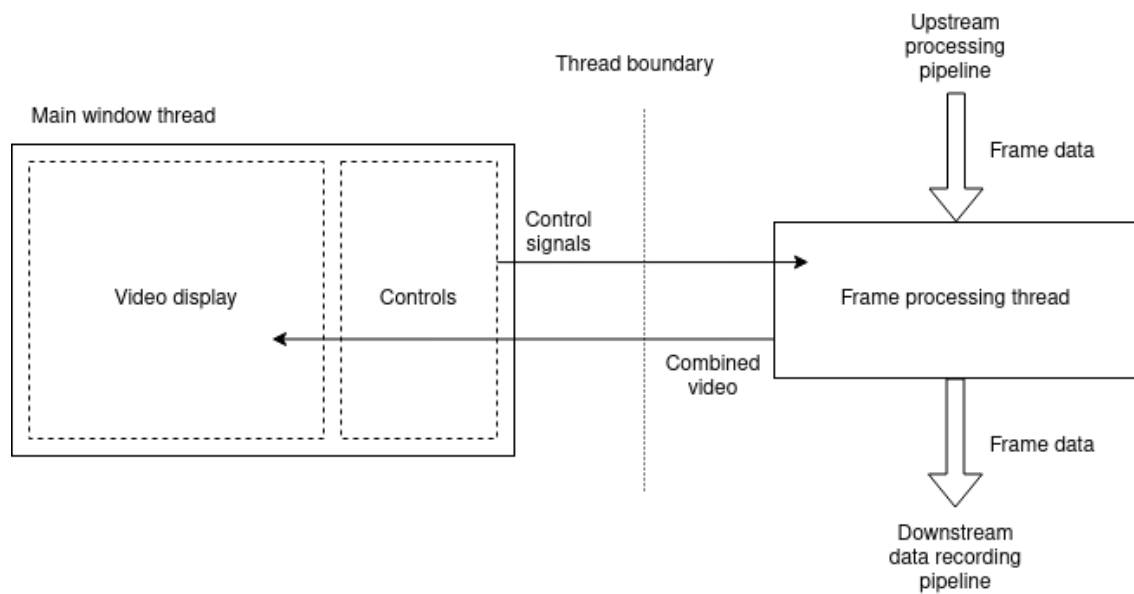 Upstream
processing
pipeline
Thread boundary
Main window thread
Frame data
Control
signals
Video display
Controls
Frame processing thread
Combined
video
Frame data
Downstream
data recording
pipeline